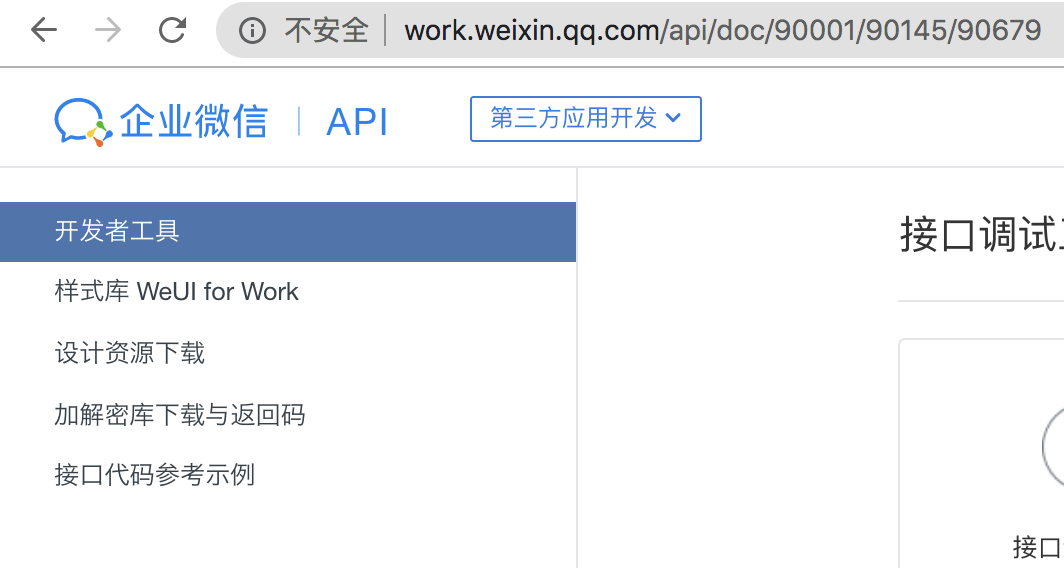 不安全 work.weixin.qq.com/api/doc/90001/90145/90679
企业微信 API 第三方应用开发
开发者工具
样式库 WeUI for Work
设计资源下载
加解密库下载与返回码
接口代码参考示例
接口调试
接口